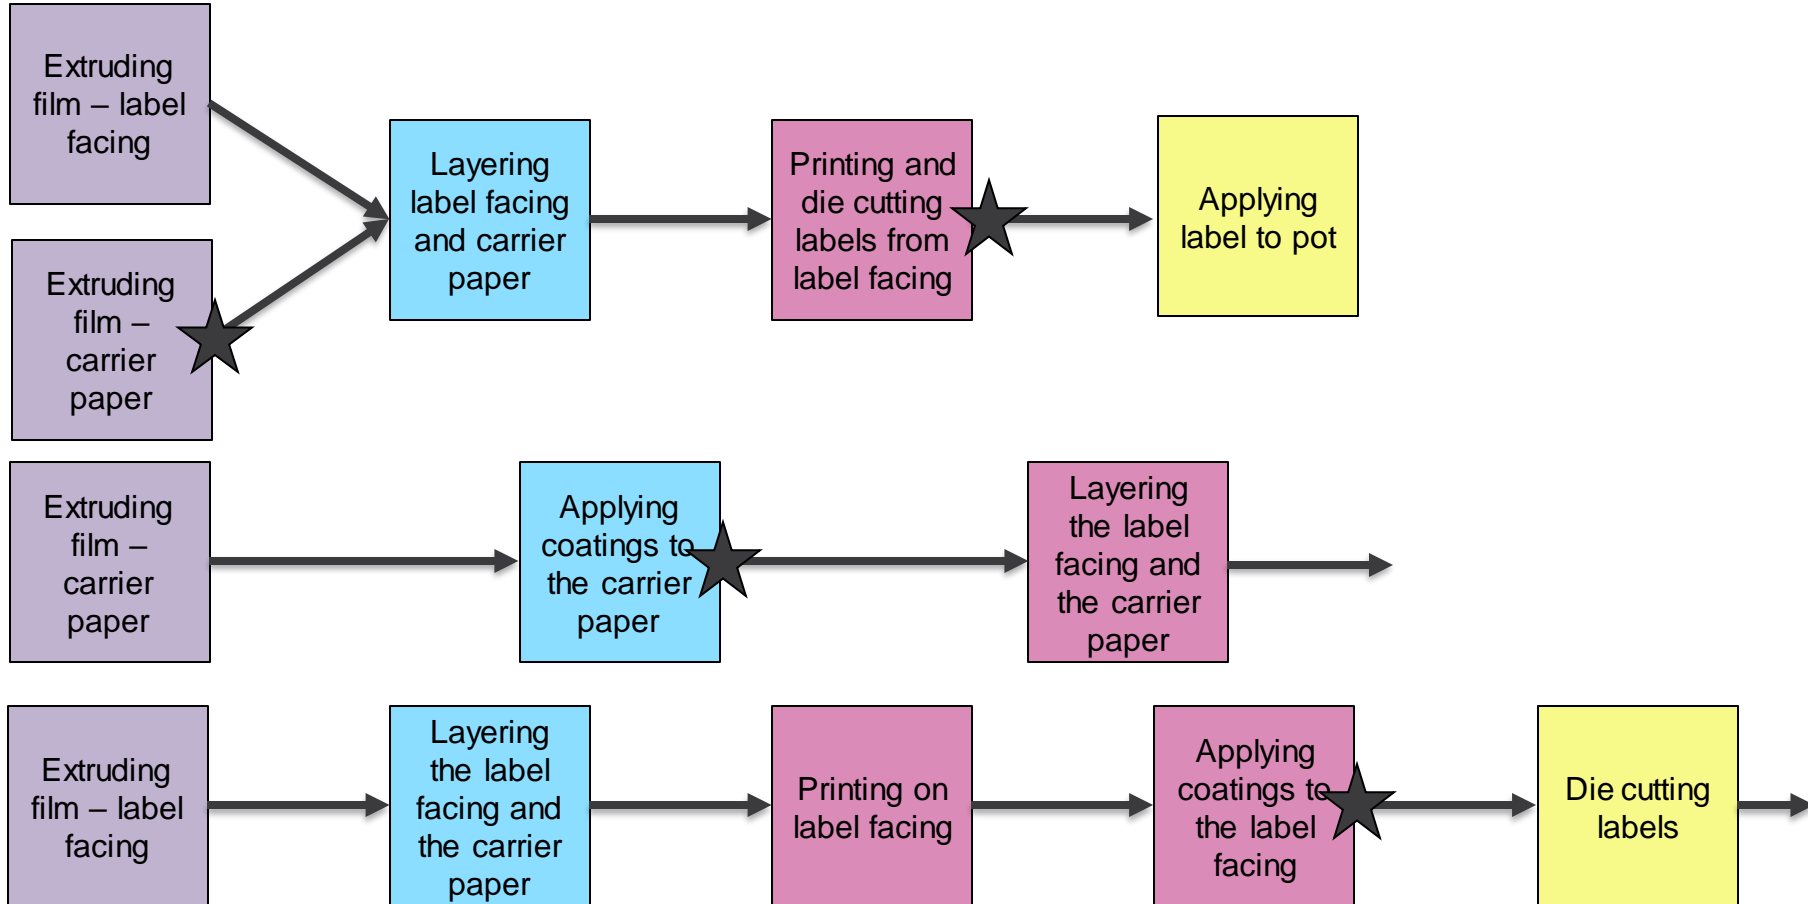 Extruding
film – label
facing
Extruding
film –
carrier
paper
Layering
label facing
and carrier
paper
Printing and
die cutting
labels from
label facing
Applying
label to pot
Extruding
film –
carrier
paper
Applying
coatings to
the carrier
paper
Layering
the label
facing and
the carrier
paper
Extruding
film – label
facing
Layering
the label
facing and
the carrier
paper
Printing on
label facing
Applying
coatings to
the label
facing
Die cutting
labels